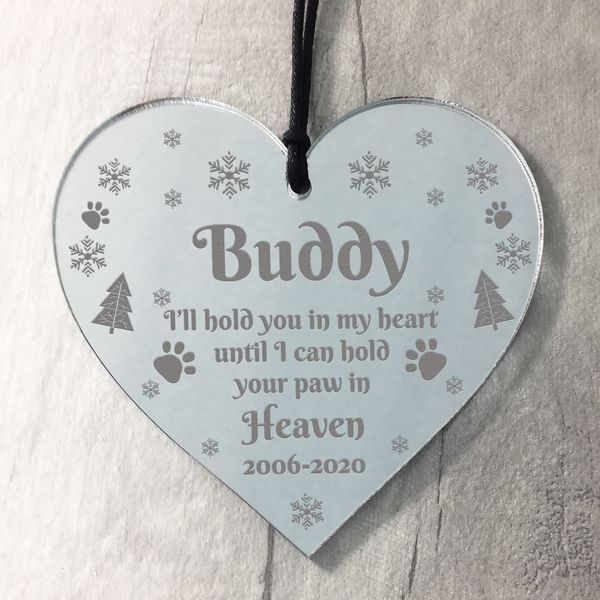 Buddy
I'll hold you in my heart
until I can hold
your paw in
Heaven
2006-2020